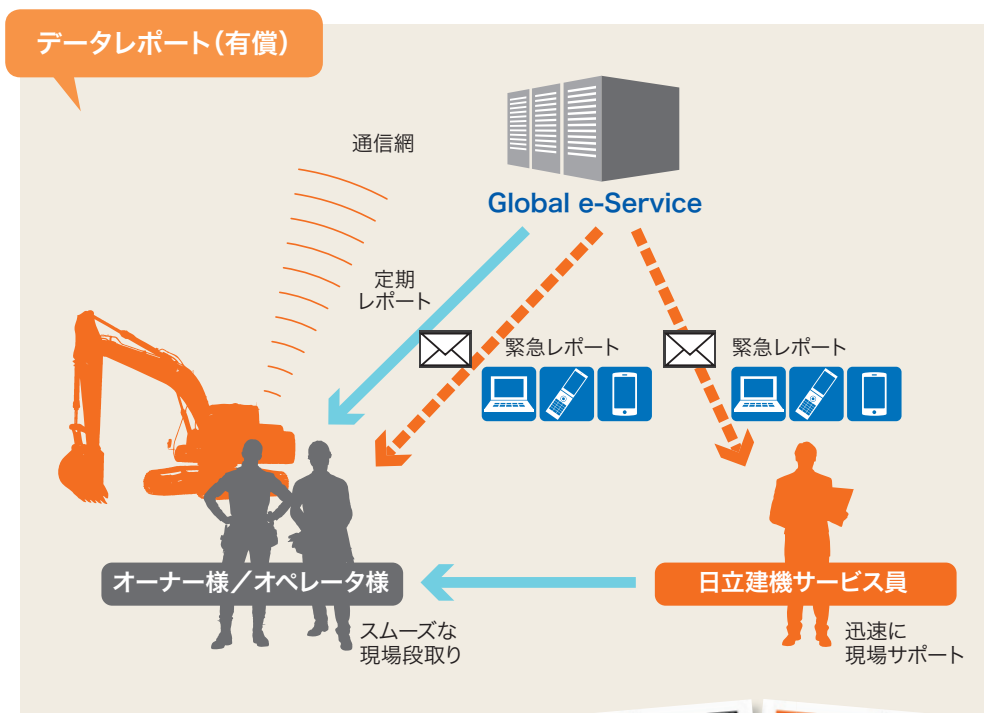 データレポート(有償)
通信網
Global e-Service
定期
レポート
緊急レポート
緊急レポート
オーナー様／オペレータ様
日立建機サービス員
スムーズな
現場段取り
迅速に
現場サポート